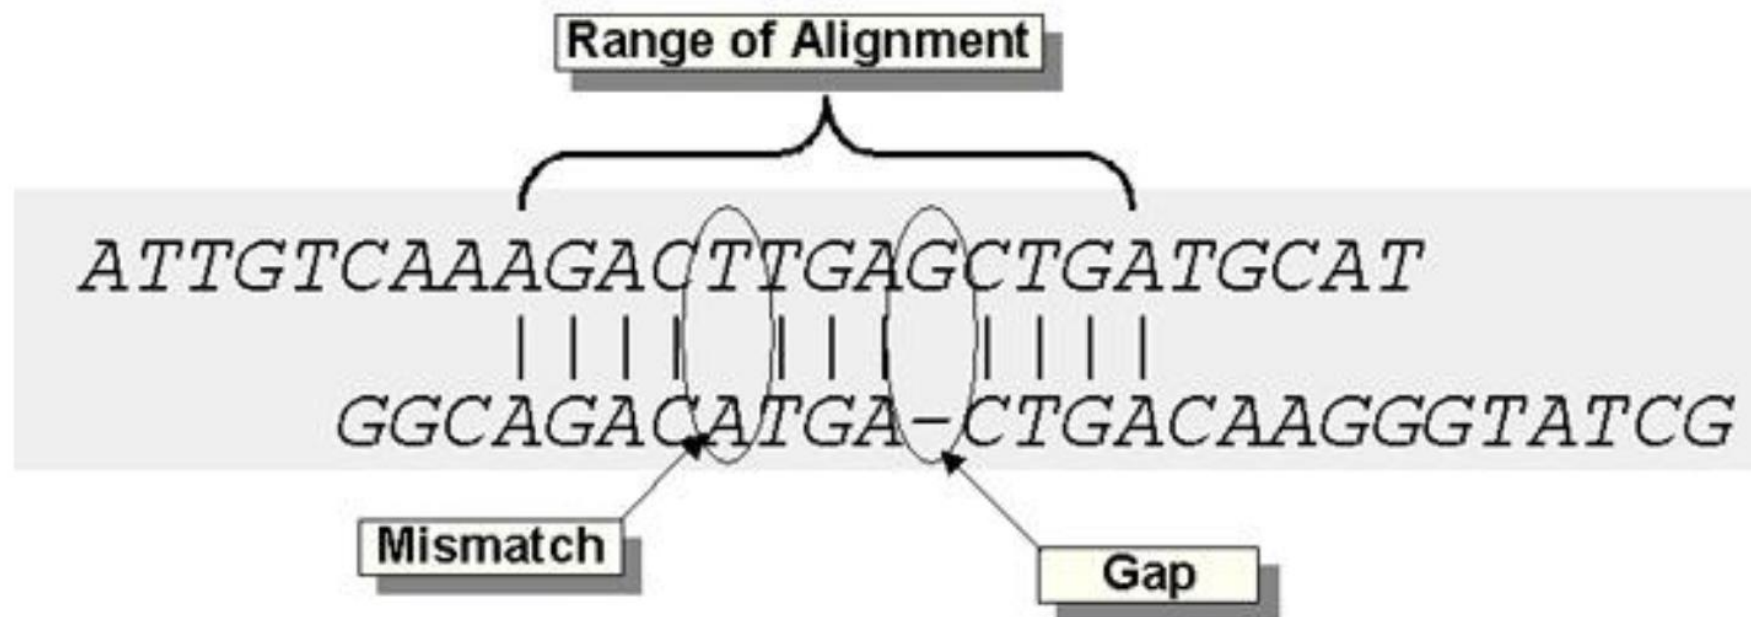 Range of Alignment
ATTGTCAAAGACTTGAGCTGATGCAT
||||  |||  ||||
GGCAGACATGA–CTGACAAGGGTATCG
Mismatch
Gap